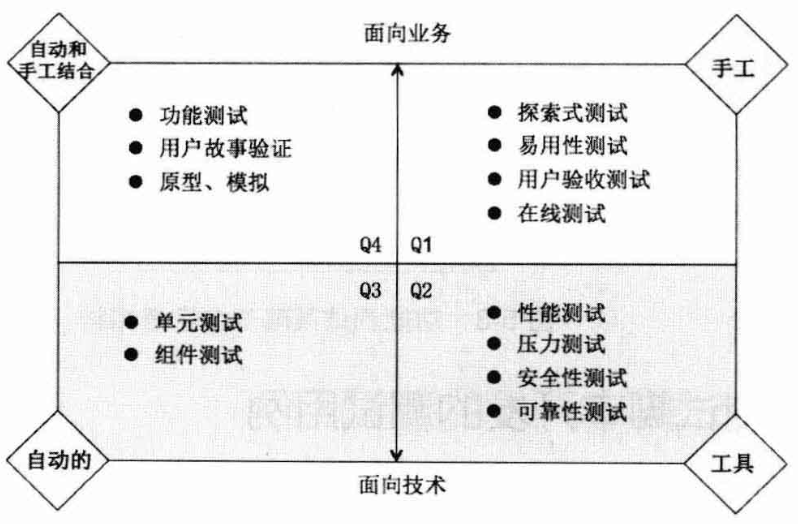 面向业务
自动和
手工结合
手工
● 功能测试
● 用户故事验证
● 原型、模拟
● 探索式测试
● 易用性测试
● 用户验收测试
● 在线测试
Q4
Q1
Q3
Q2
● 单元测试
● 组件测试
● 性能测试
● 压力测试
● 安全性测试
● 可靠性测试
自动的
工具
面向技术